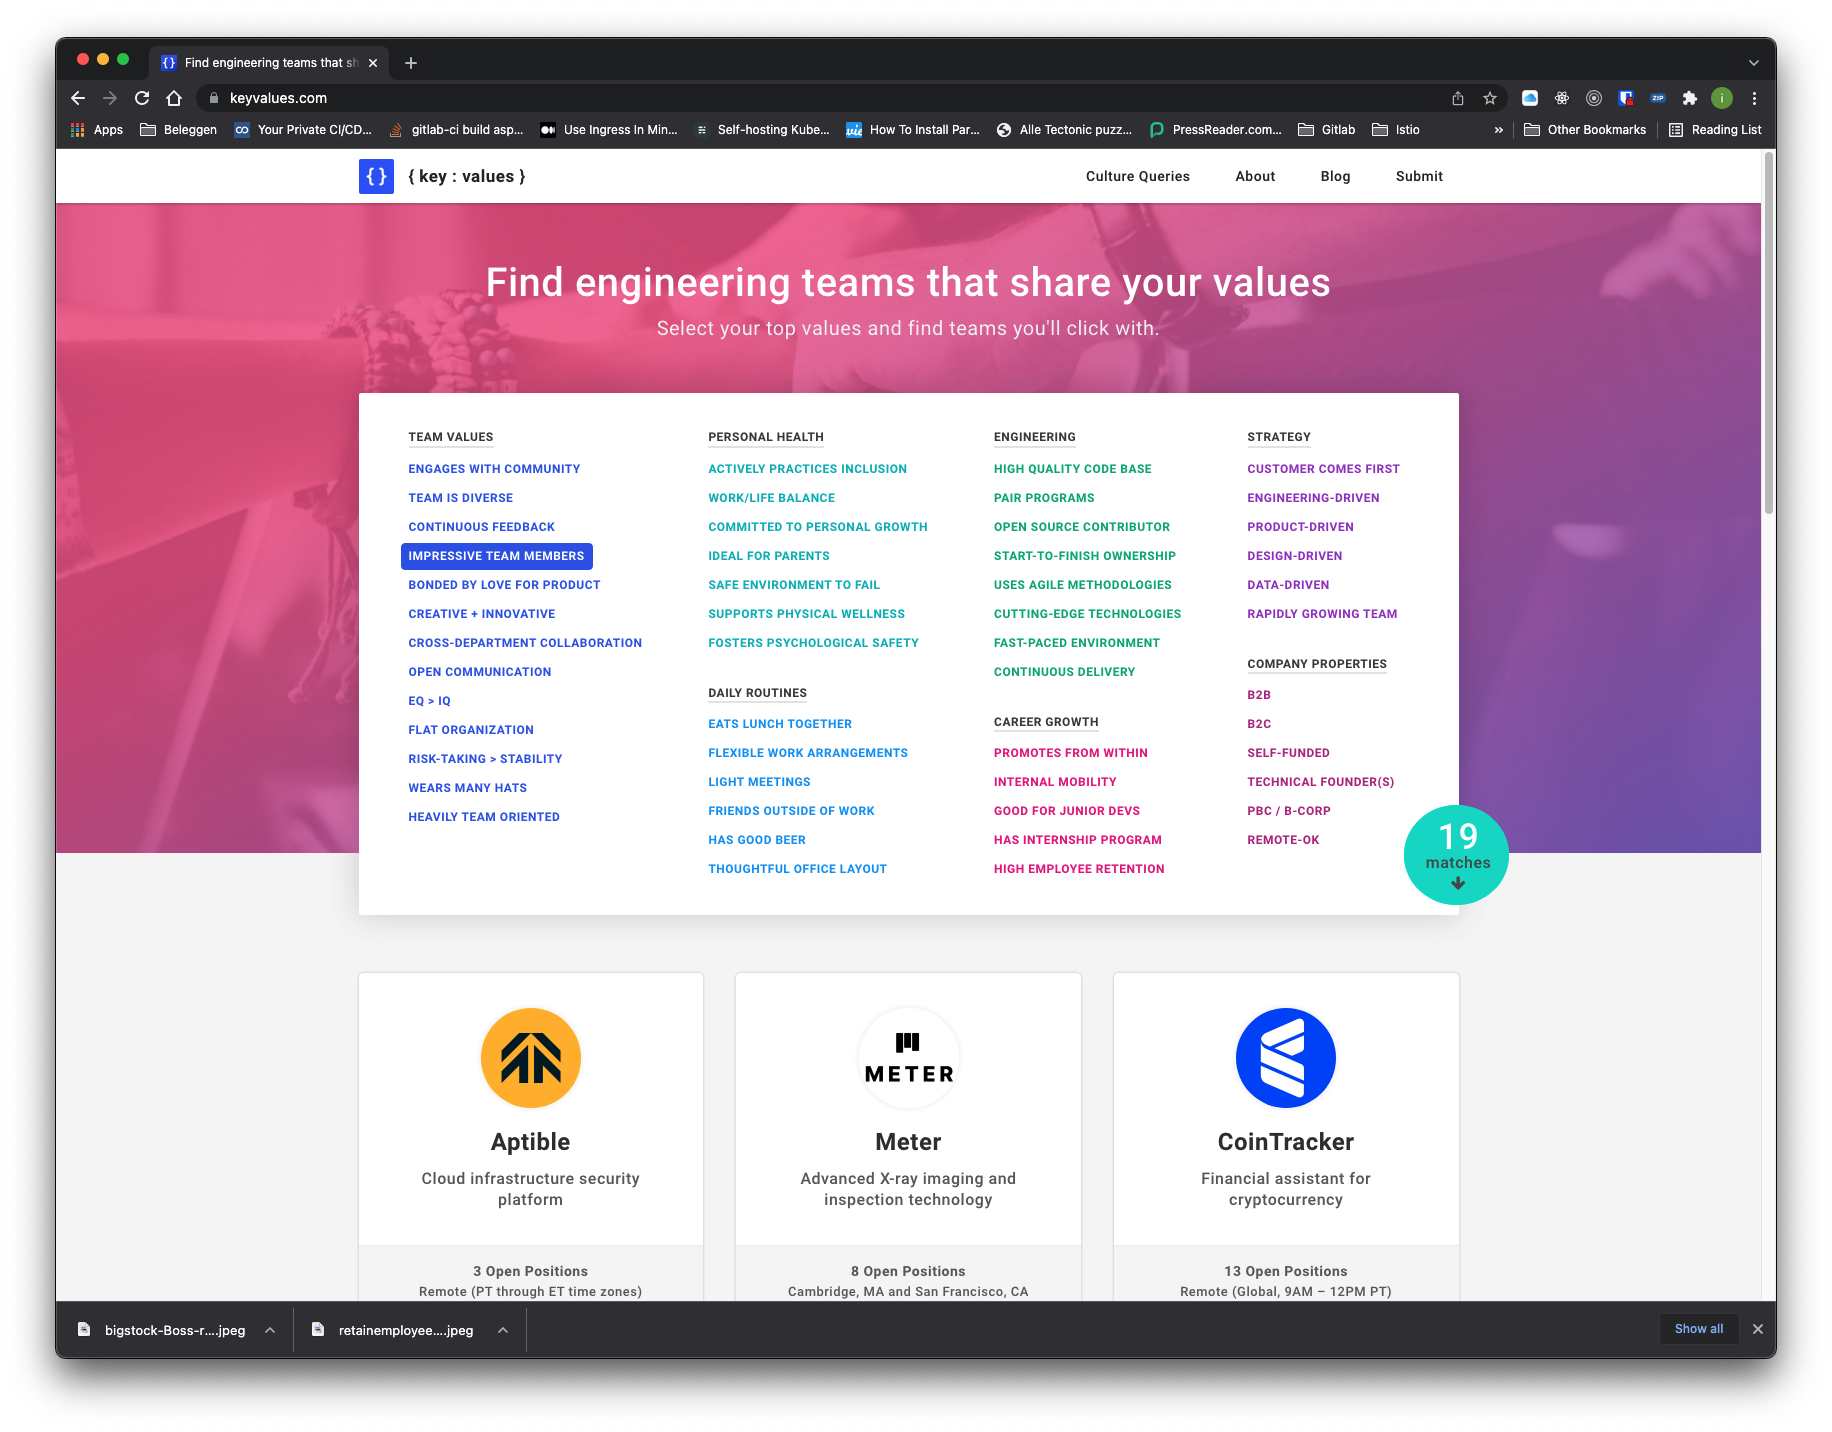 Find engineering teams that sh
keyvalues.com
Apps
Beleggen
Your Private CI/CD...
gitlab-ci build asp...
Use Ingress In Min...
Self-hosting Kube...
How To Install Par...
Alle Tectonic puzz...
PressReader.com...
Gitlab
Istio
»
Other Bookmarks
Reading List
{ key : values }
Culture Queries
About
Blog
Submit
Find engineering teams that share your values
Select your top values and find teams you'll click with.
TEAM VALUES
ENGAGES WITH COMMUNITY
TEAM IS DIVERSE
CONTINUOUS FEEDBACK
IMPRESSIVE TEAM MEMBERS
BONDED BY LOVE FOR PRODUCT
CREATIVE + INNOVATIVE
CROSS-DEPARTMENT COLLABORATION
OPEN COMMUNICATION
EQ > IQ
FLAT ORGANIZATION
RISK-TAKING > STABILITY
WEARS MANY HATS
HEAVILY TEAM ORIENTED
PERSONAL HEALTH
ACTIVELY PRACTICES INCLUSION
WORK/LIFE BALANCE
COMMITTED TO PERSONAL GROWTH
IDEAL FOR PARENTS
SAFE ENVIRONMENT TO FAIL
SUPPORTS PHYSICAL WELLNESS
FOSTERS PSYCHOLOGICAL SAFETY
DAILY ROUTINES
EATS LUNCH TOGETHER
FLEXIBLE WORK ARRANGEMENTS
LIGHT MEETINGS
FRIENDS OUTSIDE OF WORK
HAS GOOD BEER
THOUGHTFUL OFFICE LAYOUT
ENGINEERING
HIGH QUALITY CODE BASE
PAIR PROGRAMS
OPEN SOURCE CONTRIBUTOR
START-TO-FINISH OWNERSHIP
USES AGILE METHODOLOGIES
CUTTING-EDGE TECHNOLOGIES
FAST-PACED ENVIRONMENT
CONTINUOUS DELIVERY
CAREER GROWTH
PROMOTES FROM WITHIN
INTERNAL MOBILITY
GOOD FOR JUNIOR DEVS
HAS INTERNSHIP PROGRAM
HIGH EMPLOYEE RETENTION
STRATEGY
CUSTOMER COMES FIRST
ENGINEERING-DRIVEN
PRODUCT-DRIVEN
DESIGN-DRIVEN
DATA-DRIVEN
RAPIDLY GROWING TEAM
COMPANY PROPERTIES
B2B
B2C
SELF-FUNDED
TECHNICAL FOUNDER(S)
PBC / B-CORP
REMOTE-OK
19
matches
Aptible
Cloud infrastructure security
platform
3 Open Positions
Remote (PT through ET time zones)
METER
Meter
Advanced X-ray imaging and
inspection technology
8 Open Positions
Cambridge, MA and San Francisco, CA
CoinTracker
Financial assistant for
cryptocurrency
13 Open Positions
Remote (Global, 9AM – 12PM PT)
bigstock-Boss-r....jpeg
retainemployee....jpeg
Show all